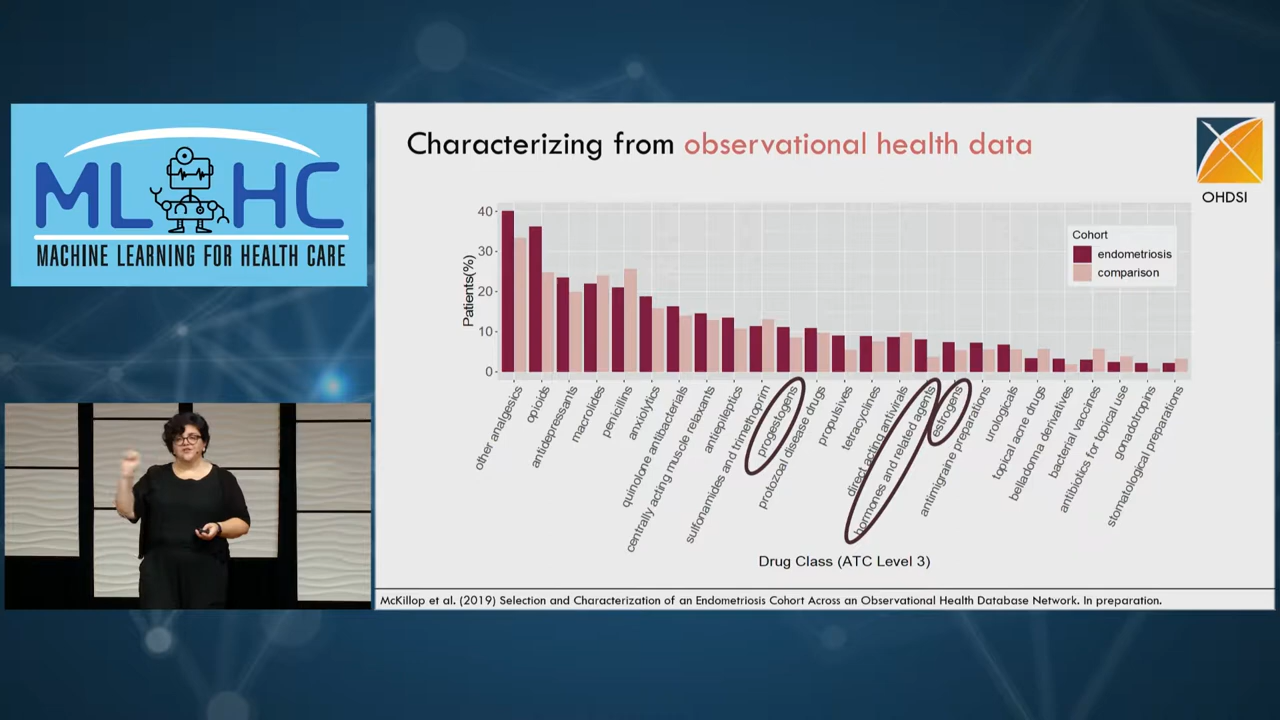 ML HC
MACHINE LEARNING FOR HEALTH CARE
Characterizing from observational health data
OHDSI
Patients(%)
40
30
20
10
0
Cohort
endometriosis
comparison
other analgesics
opioids
antidepressants
macrolides
penicillins
anxiolytics
quinolone antibacterials
centrally acting muscle relaxants
antiepileptics
sulfonamides and trimethoprim
progestogens
protozoal disease drugs
propulsives
tetracyclines
direct acting antivirals
hormones and related agents
estrogens
antimigraine preparations
urologicals
topical acne drugs
belladonna derivatives
bacterial vaccines
antibiotics for topical use
gonadotropins
stomatological preparations
Drug Class (ATC Level 3)
McKillop et al. (2019) Selection and Characterization of an Endometriosis Cohort Across an Observational Health Database Network. In preparation.